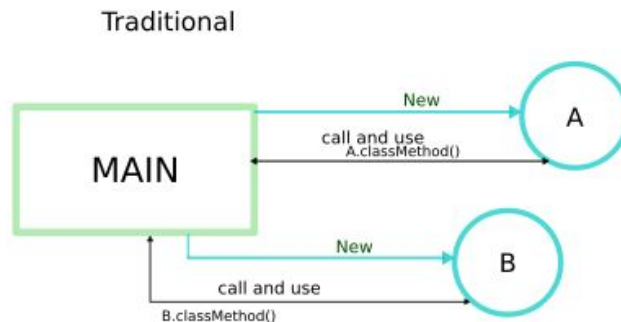 Traditional
New
A
call and use
A.classMethod()
MAIN
New
B
call and use
B.classMethod()